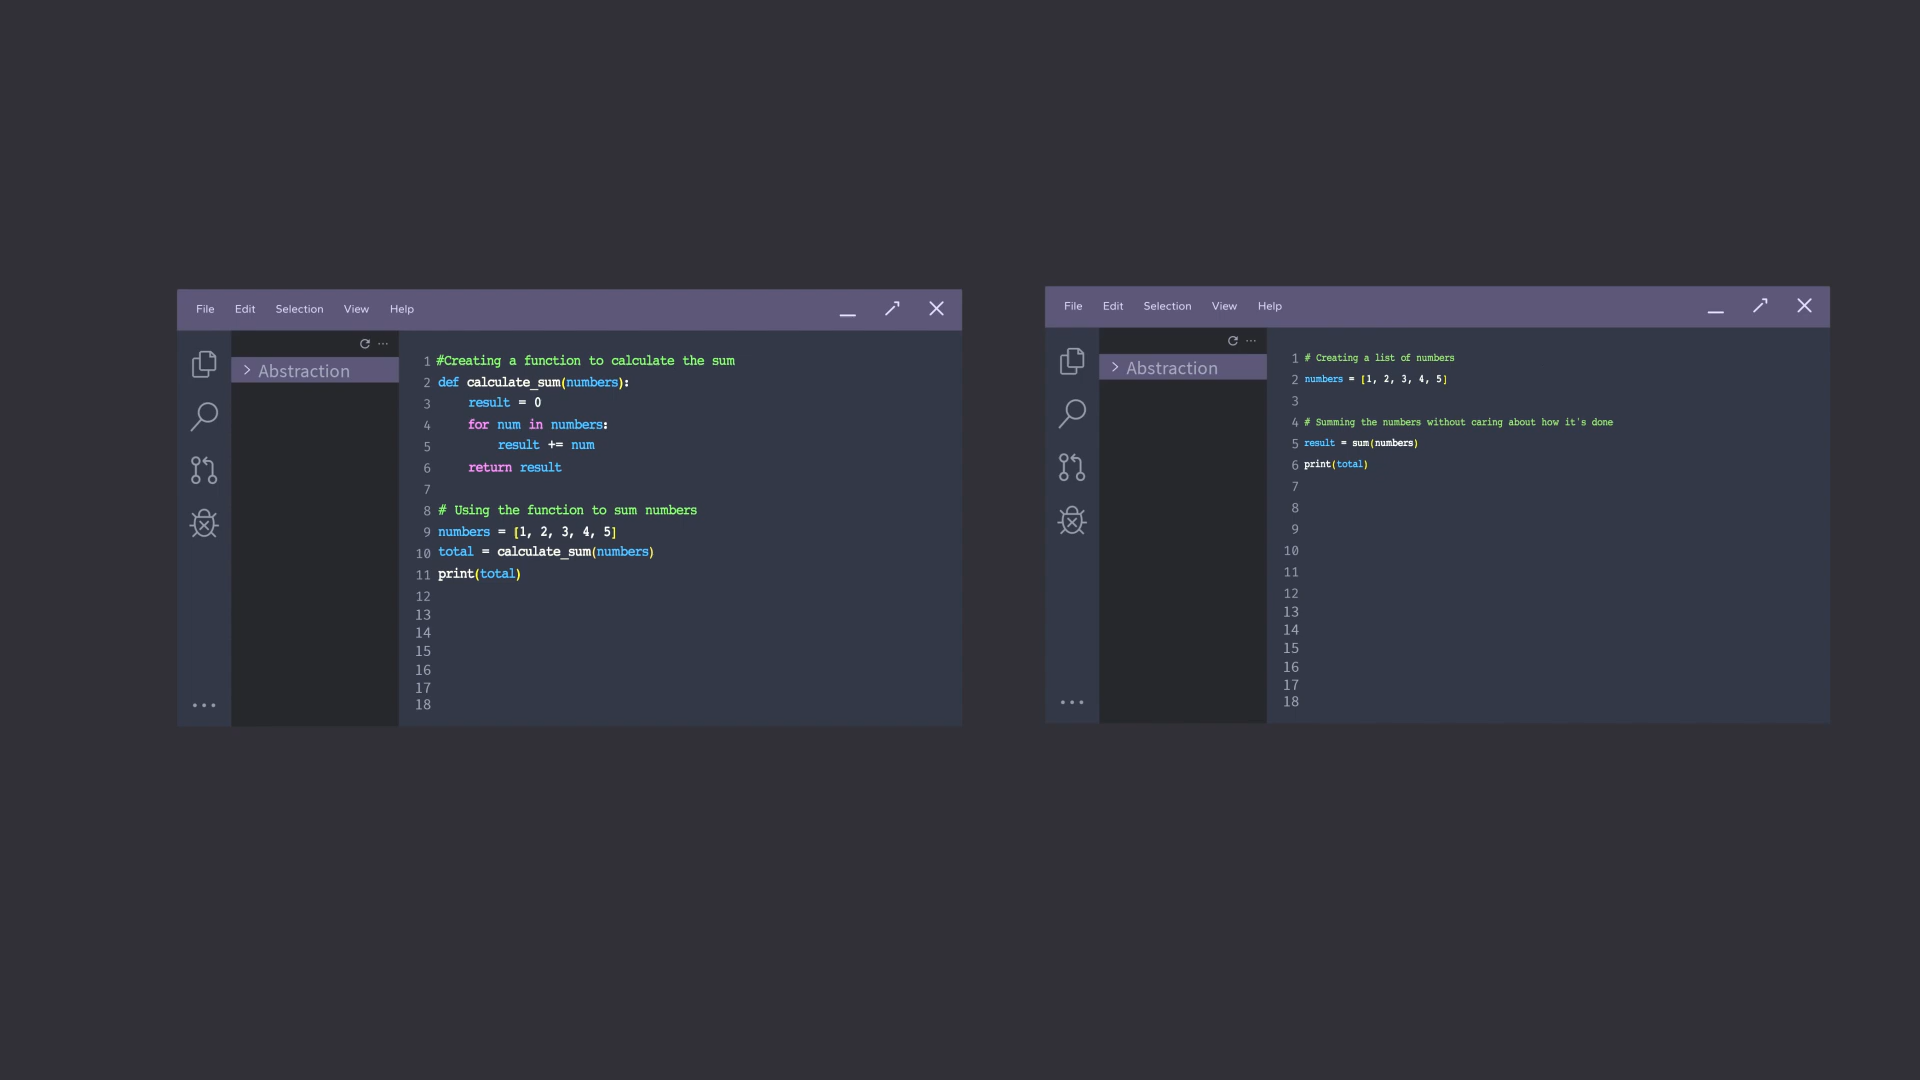 File Edit Selection View Help
Abstraction
1 #Creating a function to calculate the sum
2 def calculate_sum(numbers):
3 result = 0
4 for num in numbers:
5 result += num
6 return result
7
8 # Using the function to sum numbers
9 numbers = [1, 2, 3, 4, 5]
10 total = calculate_sum(numbers)
11 print(total)
12
13
14
15
16
17
18
File Edit Selection View Help
Abstraction
1 # Creating a list of numbers
2 numbers = [1, 2, 3, 4, 5]
3
4 # Summing the numbers without caring about how it's done
5 result = sum(numbers)
6 print(total)
7
8
9
10
11
12
13
14
15
16
17
18